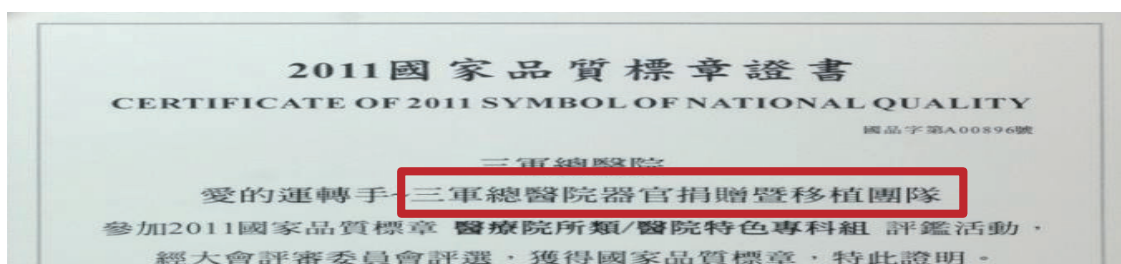 2011國家品質標章證書
CERTIFICATE OF 2011 SYMBOL OF NATIONAL QUALITY
國品字第A00896號
三軍總醫院
愛的運轉手~三軍總醫院器官捐贈暨移植團隊
參加2011國家品質標章 醫療院所類/醫院特色專科組 評鑑活動，
經大會評審委員會評選，獲得國家品質標章，特此證明。